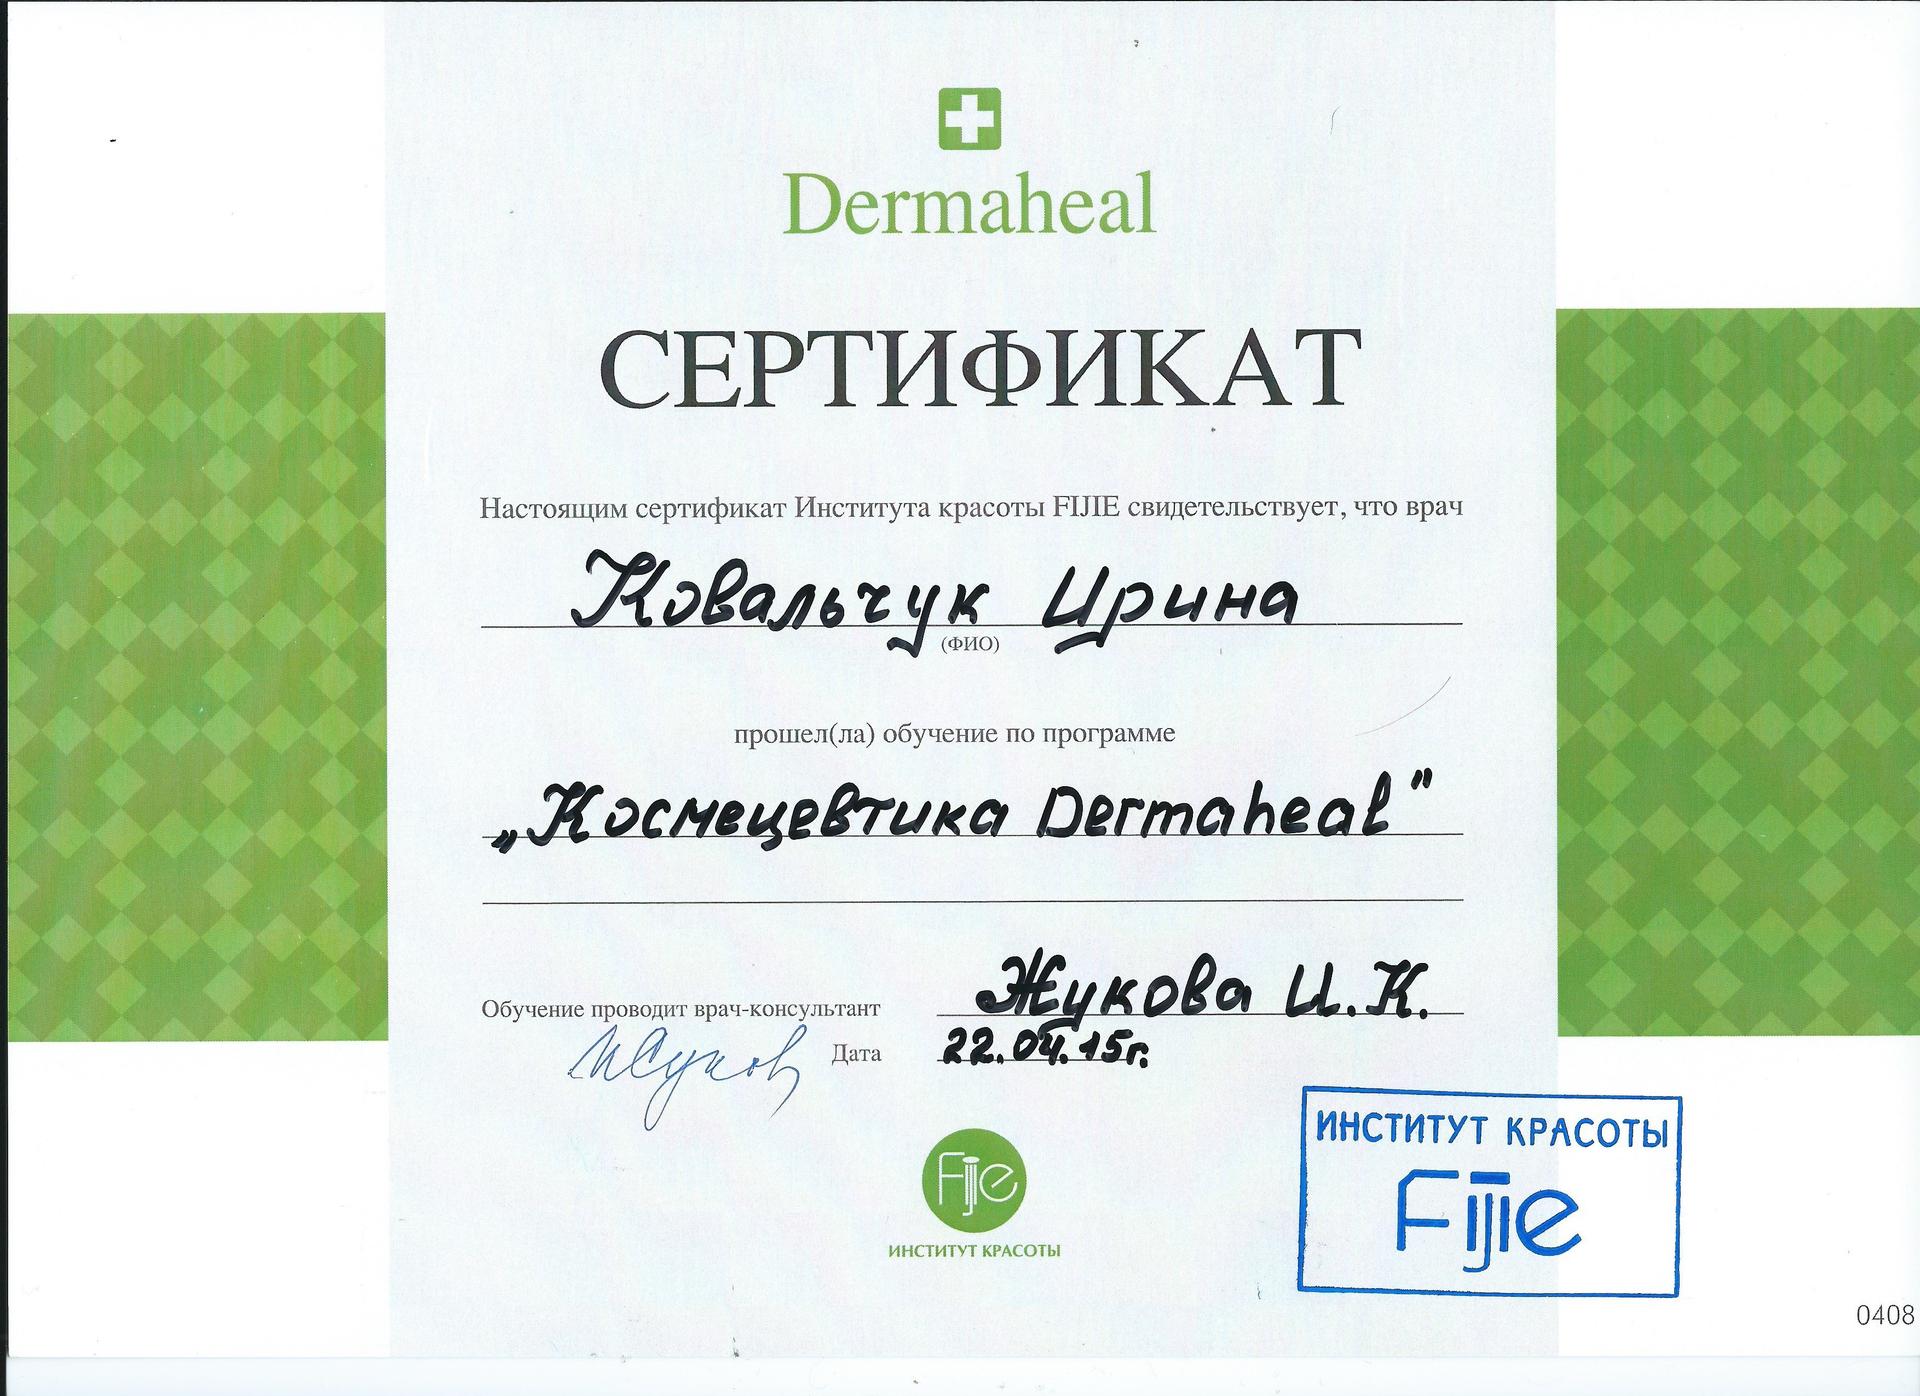 Dermaheal
СЕРТИФИКАТ
Настоящим сертификат Института красоты FIJIE свидетельствует, что врач
Ковальчук Ирина
(ФИО)
прошел(ла) обучение по программе
„Космецевтика Dermaheal"
Обучение проводит врач-консультант Жукова И.К.
Дата 22.04.15г.
Fijie
ИНСТИТУТ КРАСОТЫ
ИНСТИТУТ КРАСОТЫ
Fijie
0408